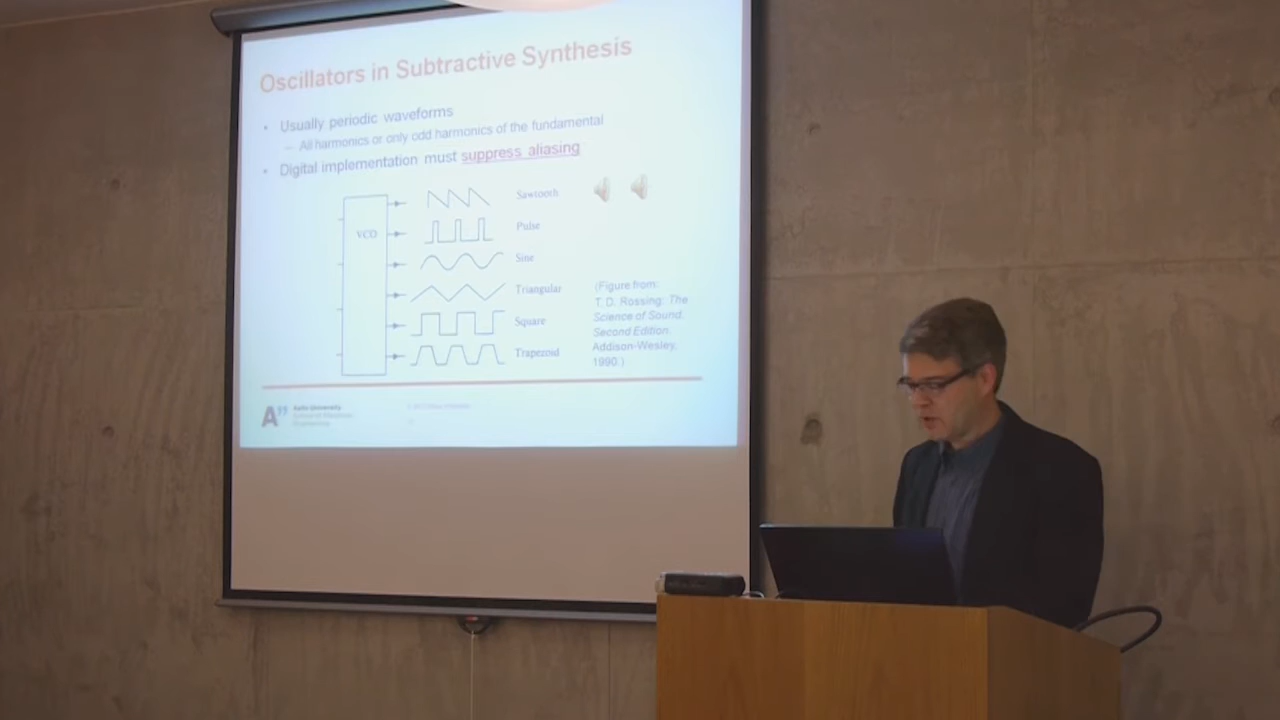 Oscillators in Subtractive Synthesis
• Usually periodic waveforms
– All harmonics or only odd harmonics of the fundamental
• Digital implementation must suppress aliasing
VCO
Sawtooth
Pulse
Sine
Triangular
Square
Trapezoid
(Figure from:
T. D. Rossing: The
Science of Sound.
Second Edition.
Addison-Wesley,
1990.)
A”
Aalto University